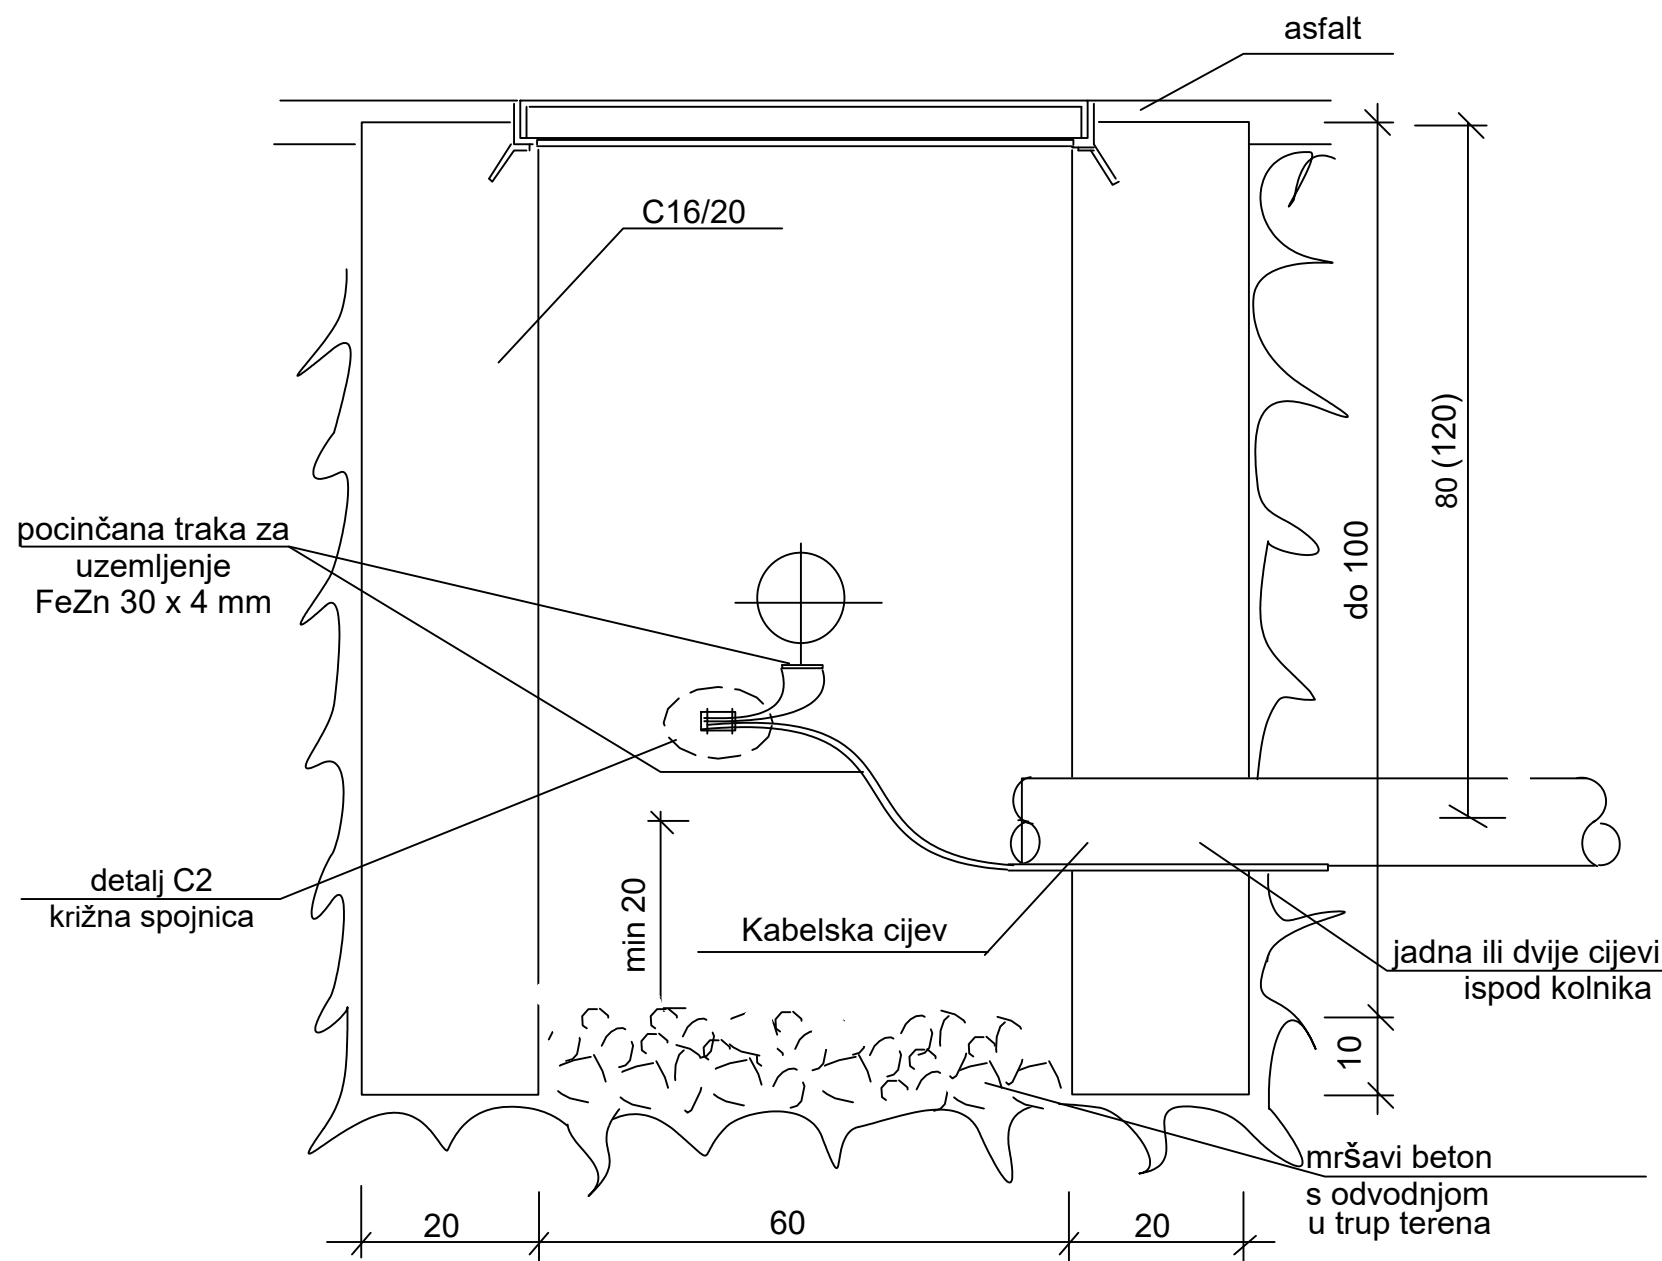 asfalt
C16/20
80 (120)
do 100
pocinčana traka za
uzemljenje
FeZn 30 x 4 mm
detalj C2
križna spojnica
min 20
Kabelska cijev
jadna ili dvije cijevi
ispod kolnika
10
mršavi beton
s odvodnjom
u trup terena
20
60
20